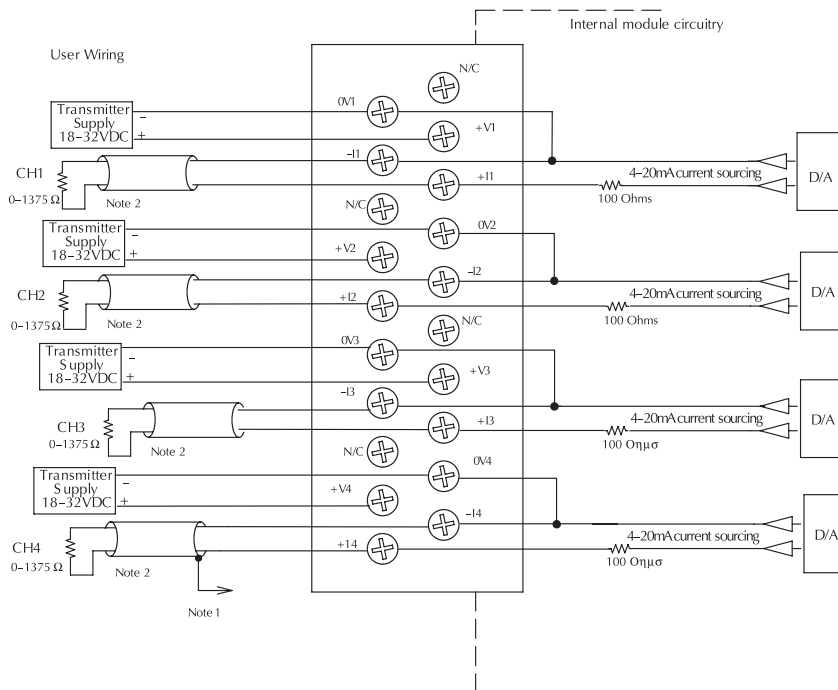 Internal module circuitry
User Wiring
N/C
0V1
Transmitter
Supply
18–32VDC
–
+
+V1
–I1
CH1
0–1375 Ω
Note 2
+I1
4–20mA current sourcing
100 Ohms
D/A
N/C
0V2
Transmitter
Supply
18–32VDC
–
+
+V2
–I2
CH2
0–1375 Ω
Note 2
+I2
4–20mA current sourcing
100 Ohms
D/A
N/C
0V3
Transmitter
Supply
18–32VDC
–
+
+V3
–I3
CH3
0–1375 Ω
Note 2
+I3
4–20mA current sourcing
100 Οημσ
D/A
N/C
0V4
Transmitter
Supply
18–32VDC
–
+
+V4
–I4
CH4
0–1375 Ω
Note 2
+14
4–20mA current sourcing
100 Οημσ
D/A
Note 1